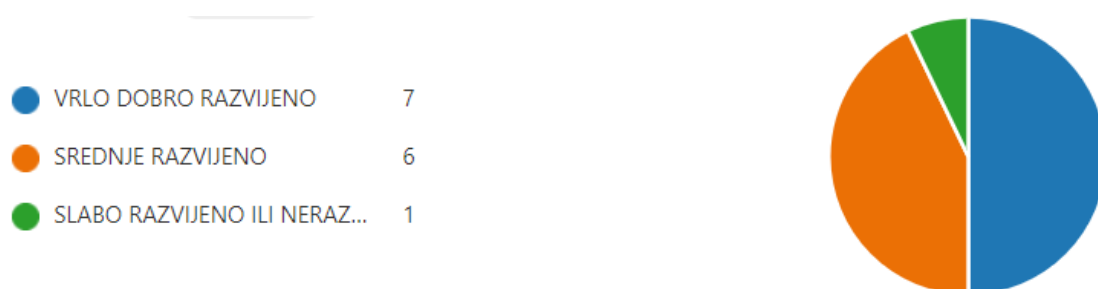 VRLO DOBRO RAZVIJENO 7
SREDNJE RAZVIJENO 6
SLABO RAZVIJENO ILI NERAZ... 1